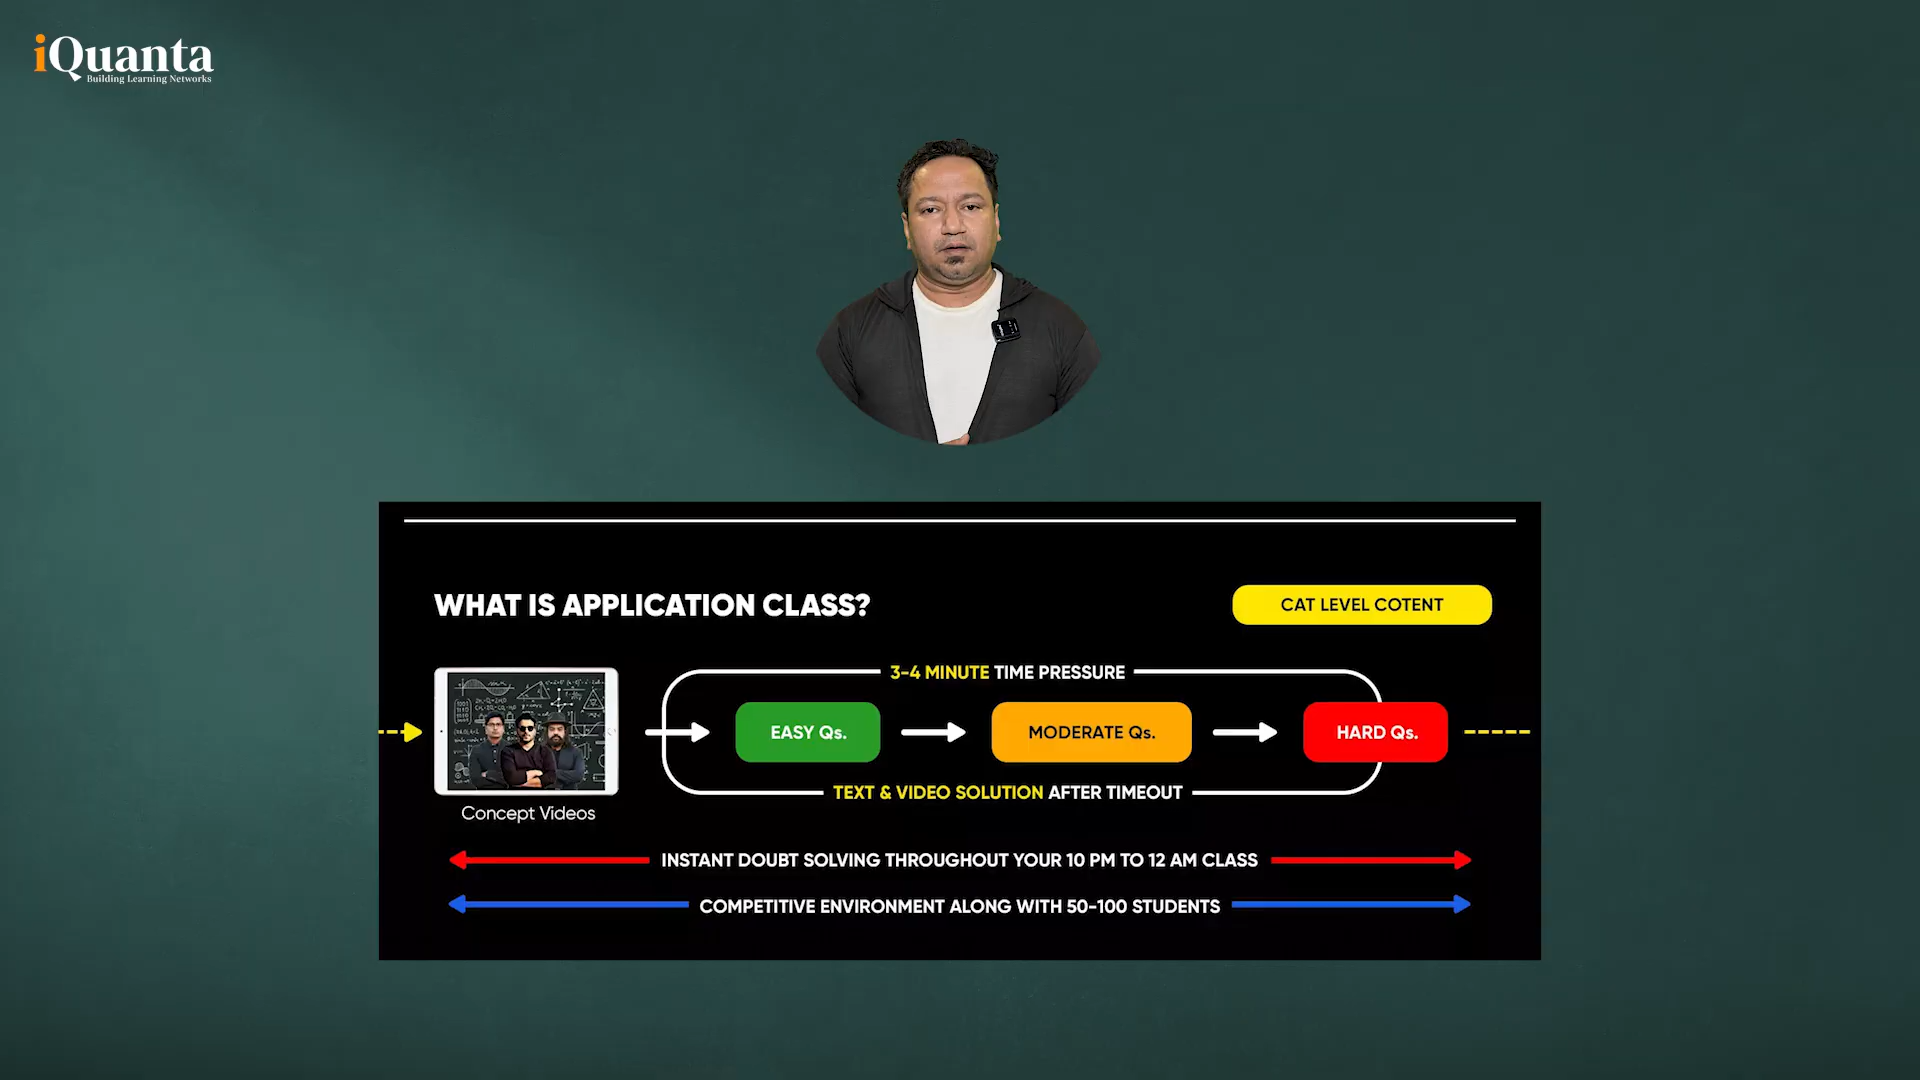 iQuanta
Building Learning Networks
WHAT IS APPLICATION CLASS?
CAT LEVEL COTENT
3-4 MINUTE TIME PRESSURE
EASY Qs.
MODERATE Qs.
HARD Qs.
TEXT & VIDEO SOLUTION AFTER TIMEOUT
Concept Videos
INSTANT DOUBT SOLVING THROUGHOUT YOUR 10 PM TO 12 AM CLASS
COMPETITIVE ENVIRONMENT ALONG WITH 50-100 STUDENTS